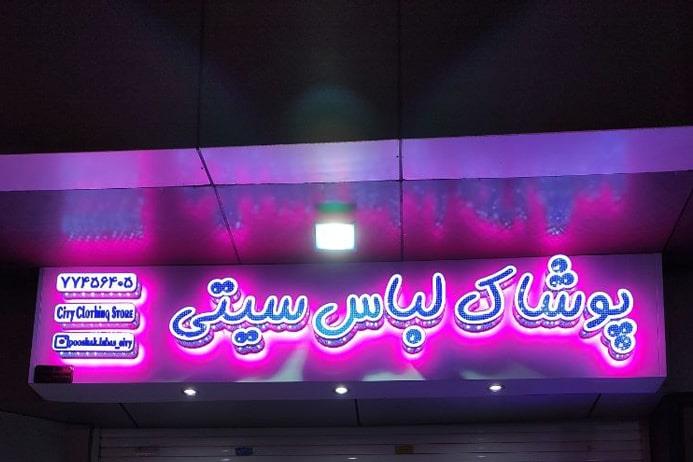 پوشاک لباس سیتی
۷۷۴۵۶۴۰۵
City Clothing Store
pooshak.lebas_city